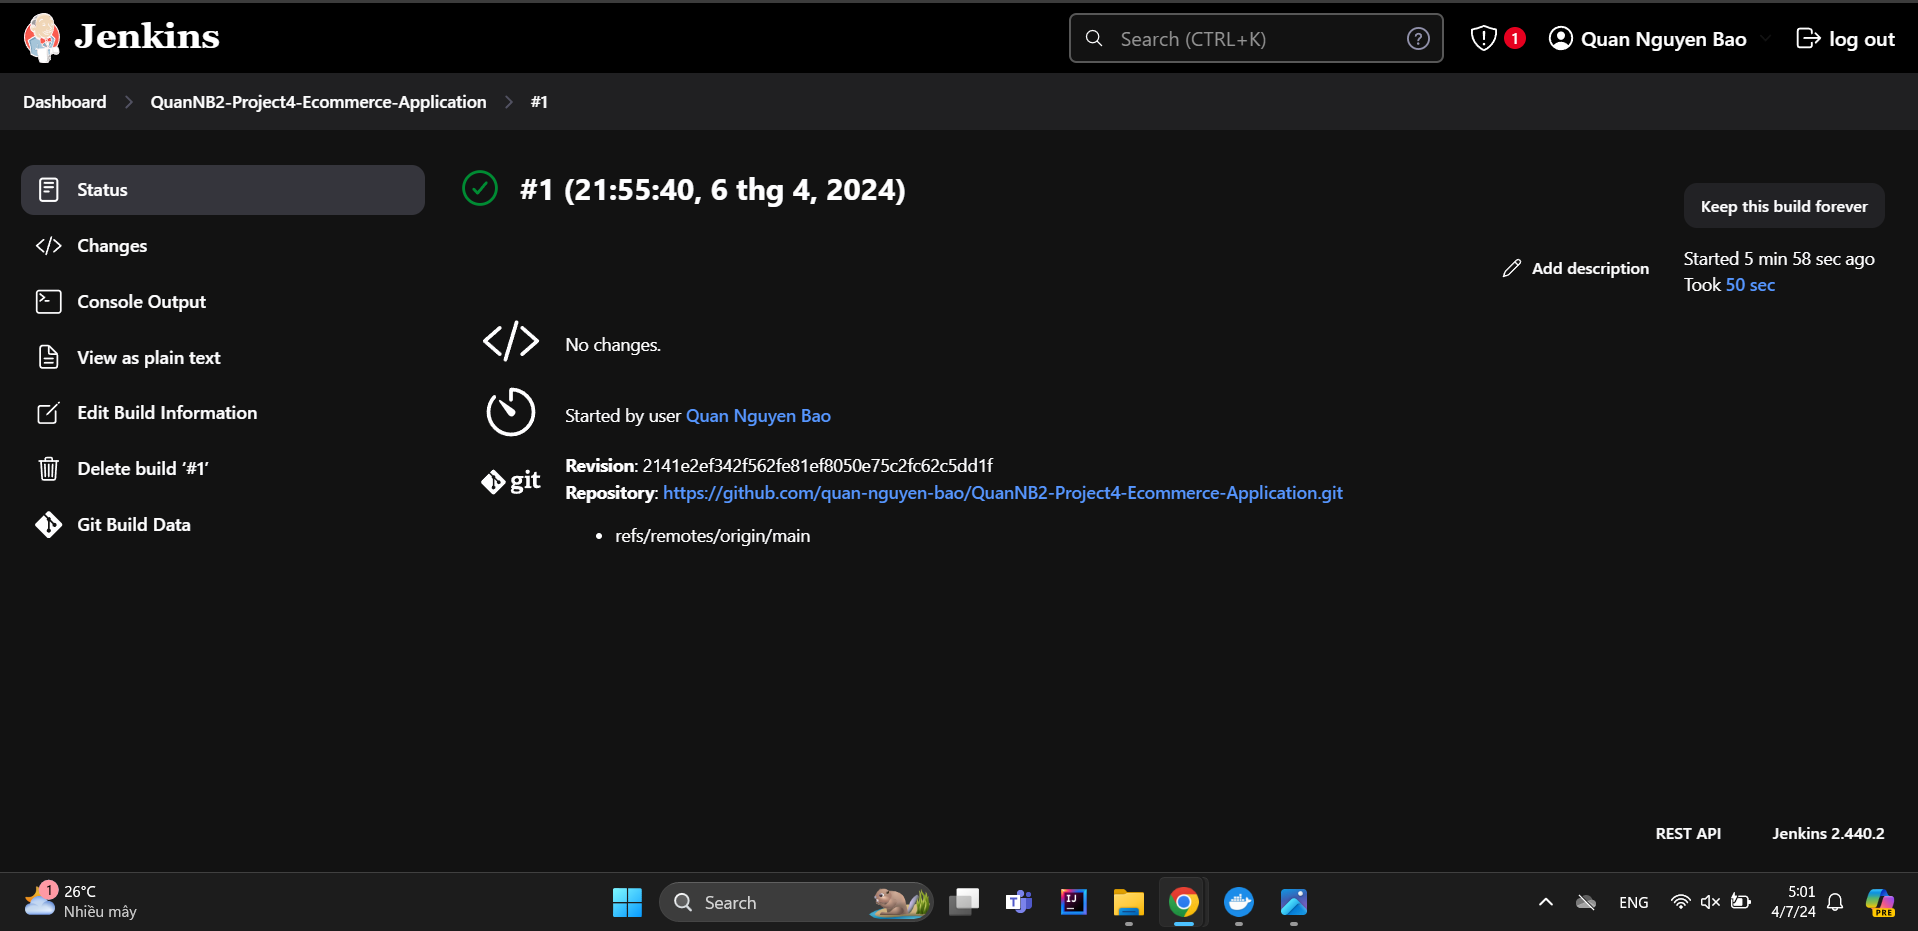 Jenkins
Search (CTRL+K)
1
Quan Nguyen Bao
log out
Dashboard
QuanNB2-Project4-Ecommerce-Application
#1
Status
Changes
Console Output
View as plain text
Edit Build Information
Delete build ‘#1’
Git Build Data
#1 (21:55:40, 6 thg 4, 2024)
Keep this build forever
Add description
Started 5 min 58 sec ago
Took 50 sec
No changes.
Started by user Quan Nguyen Bao
git
Revision: 2141e2ef342f562fe81ef8050e75c2fc62c5dd1f
Repository: https://github.com/quan-nguyen-bao/QuanNB2-Project4-Ecommerce-Application.git
• refs/remotes/origin/main
REST API
Jenkins 2.440.2
1
26°C
Nhiều mây
Search
T
IJ
ENG
5:01
4/7/24
PRE